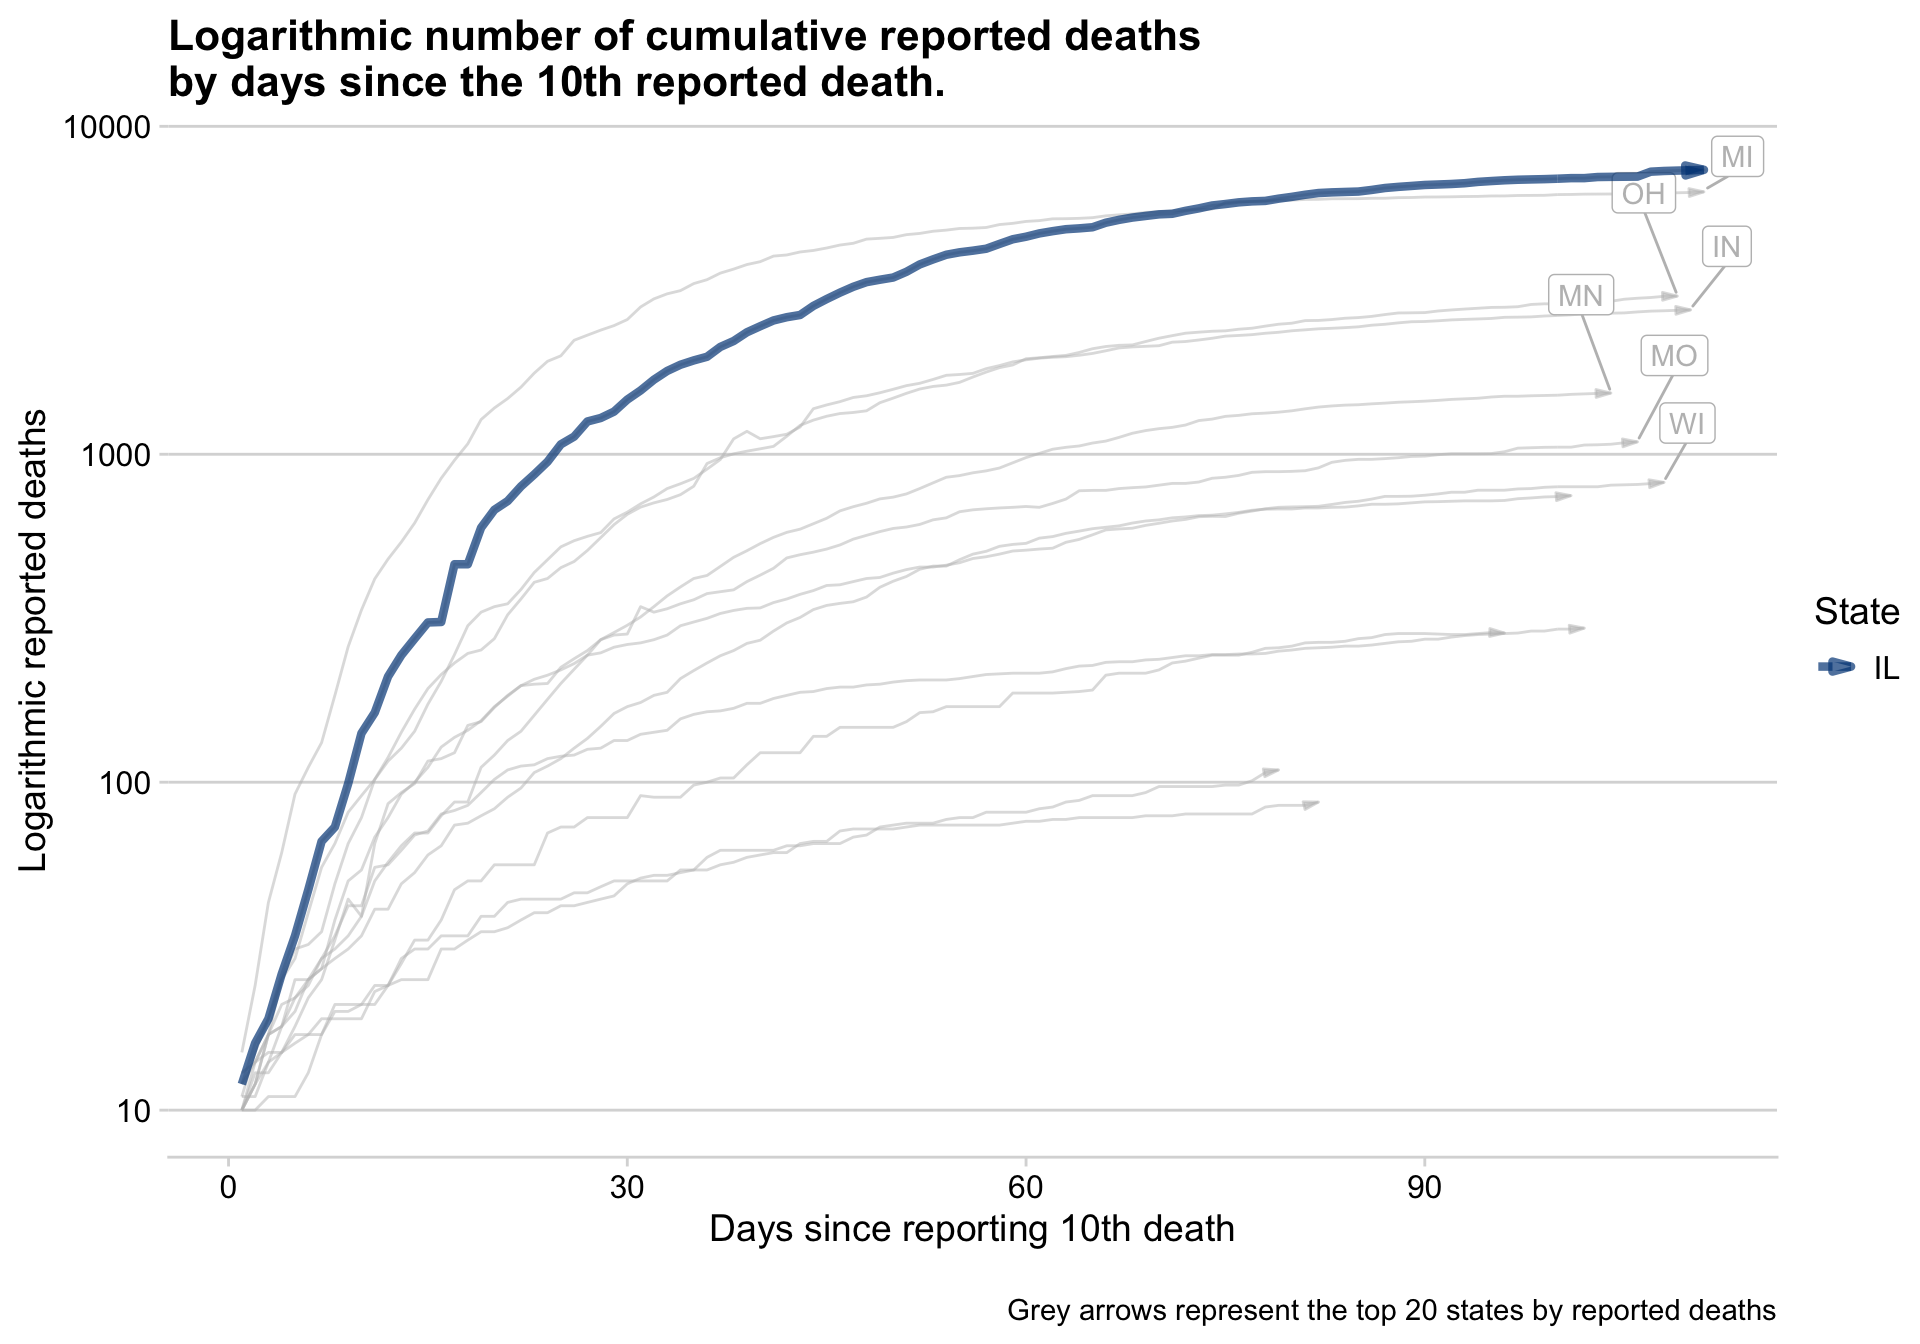 Logarithmic number of cumulative reported deaths
by days since the 10th reported death.
Logarithmic reported deaths
10000
1000
100
10
MI
OH
IN
MN
MO
WI
State
IL
0
30
60
90
Days since reporting 10th death
Grey arrows represent the top 20 states by reported deaths